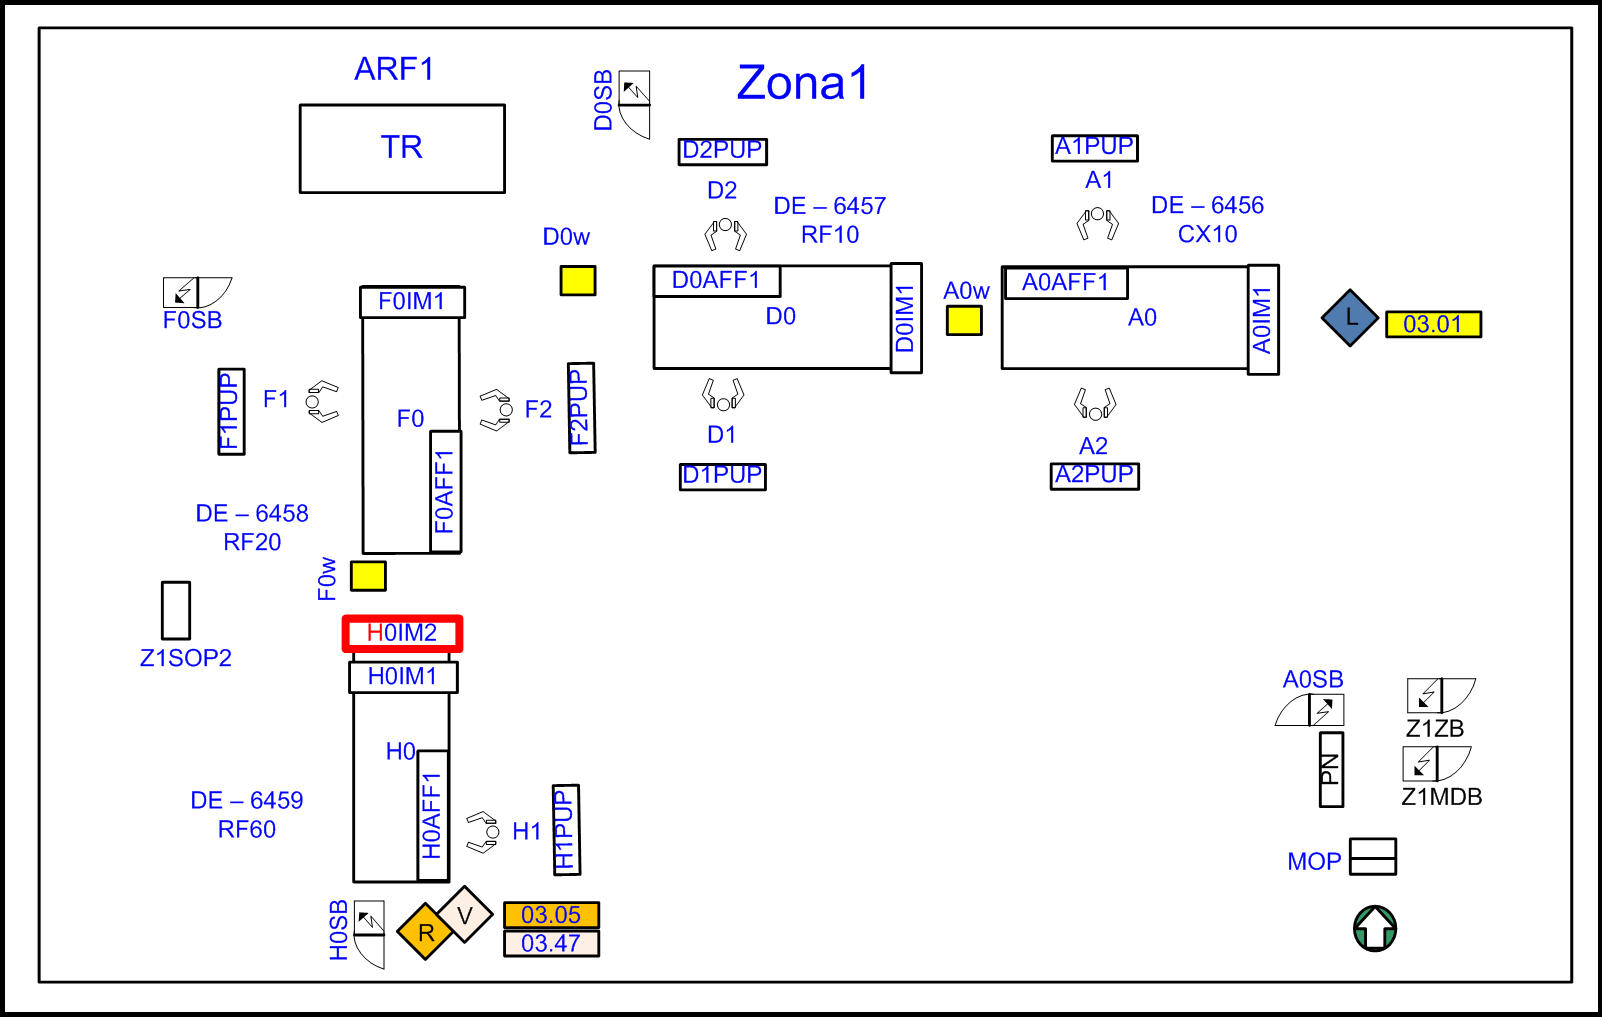 ARF1
TR
D0SB
Zona1
D2PUP
D2
DE – 6457
RF10
A1PUP
A1
DE – 6456
CX10
D0w
F0SB
F0IM1
D0AFF1
D0
D0IM1
A0w
A0AFF1
A0
A0IM1
L
03.01
F1PUP
F1
F0
F2
F2PUP
F0AFF1
D1
D1PUP
A2
A2PUP
DE – 6458
RF20
F0w
Z1SOP2
H0IM2
H0IM1
H0
H0AFF1
DE – 6459
RF60
H1
H1PUP
H0SB
R
V
03.05
03.47
A0SB
PN
Z1ZB
Z1MDB
MOP